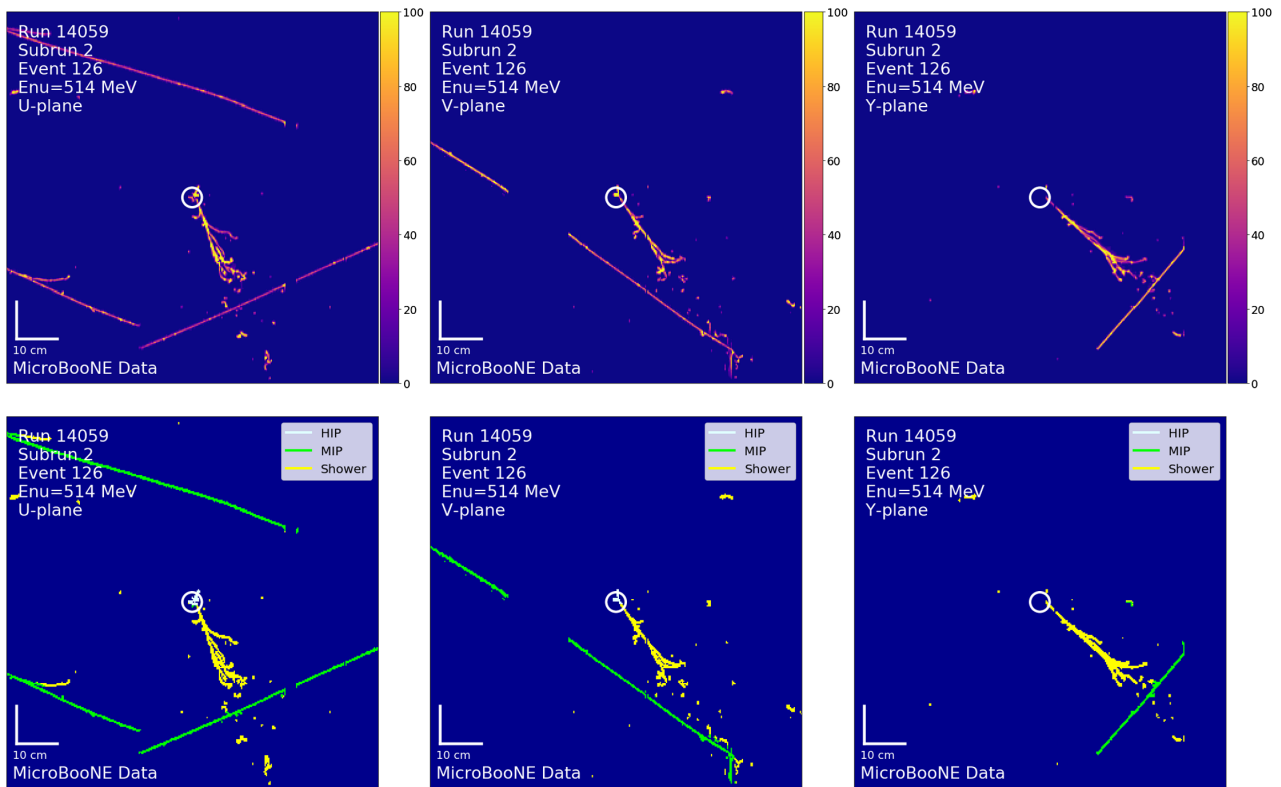 Run 14059
Subrun 2
Event 126
Enu=514 MeV
U-plane
10 cm
MicroBooNE Data
100
80
60
40
20
0
Run 14059
Subrun 2
Event 126
Enu=514 MeV
V-plane
10 cm
MicroBooNE Data
100
80
60
40
20
0
Run 14059
Subrun 2
Event 126
Enu=514 MeV
Y-plane
10 cm
MicroBooNE Data
100
80
60
40
20
0
Run 14059
Subrun 2
Event 126
Enu=514 MeV
U-plane
HIP
MIP
Shower
10 cm
MicroBooNE Data
Run 14059
Subrun 2
Event 126
Enu=514 MeV
V-plane
HIP
MIP
Shower
10 cm
MicroBooNE Data
Run 14059
Subrun 2
Event 126
Enu=514 MeV
Y-plane
HIP
MIP
Shower
10 cm
MicroBooNE Data